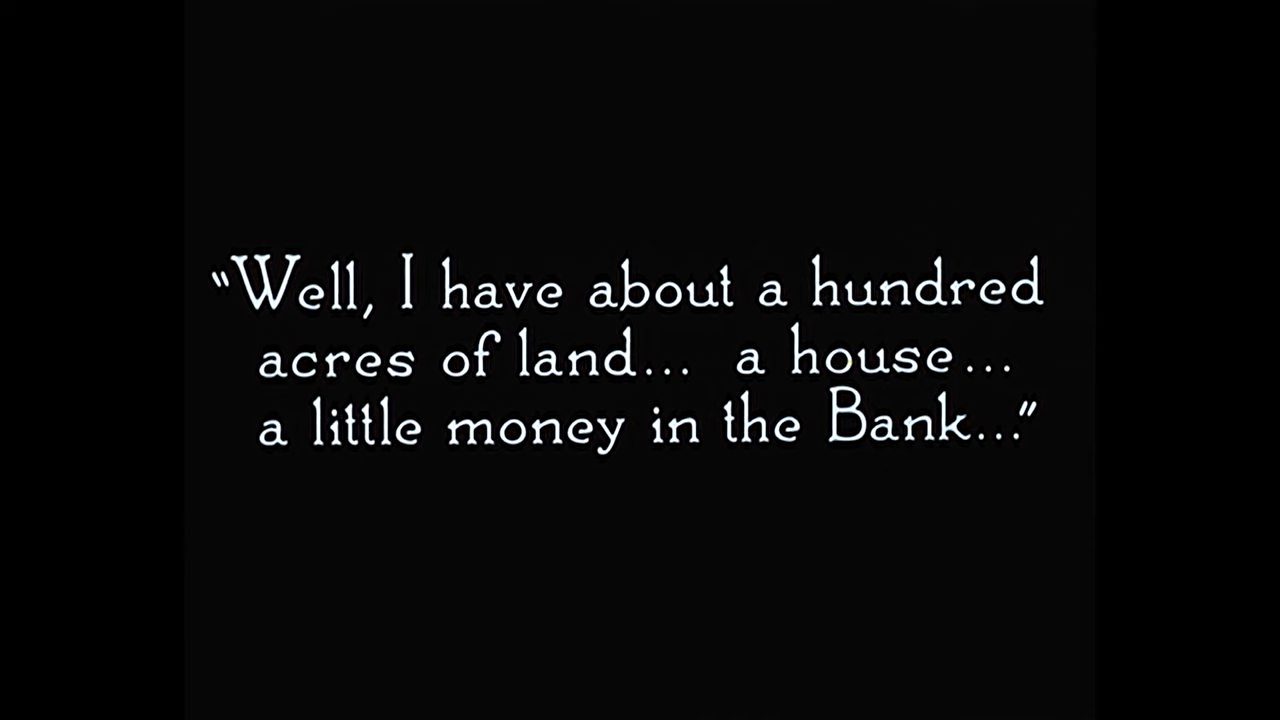 “Well, I have about a hundred
acres of land... a house...
a little money in the Bank...”